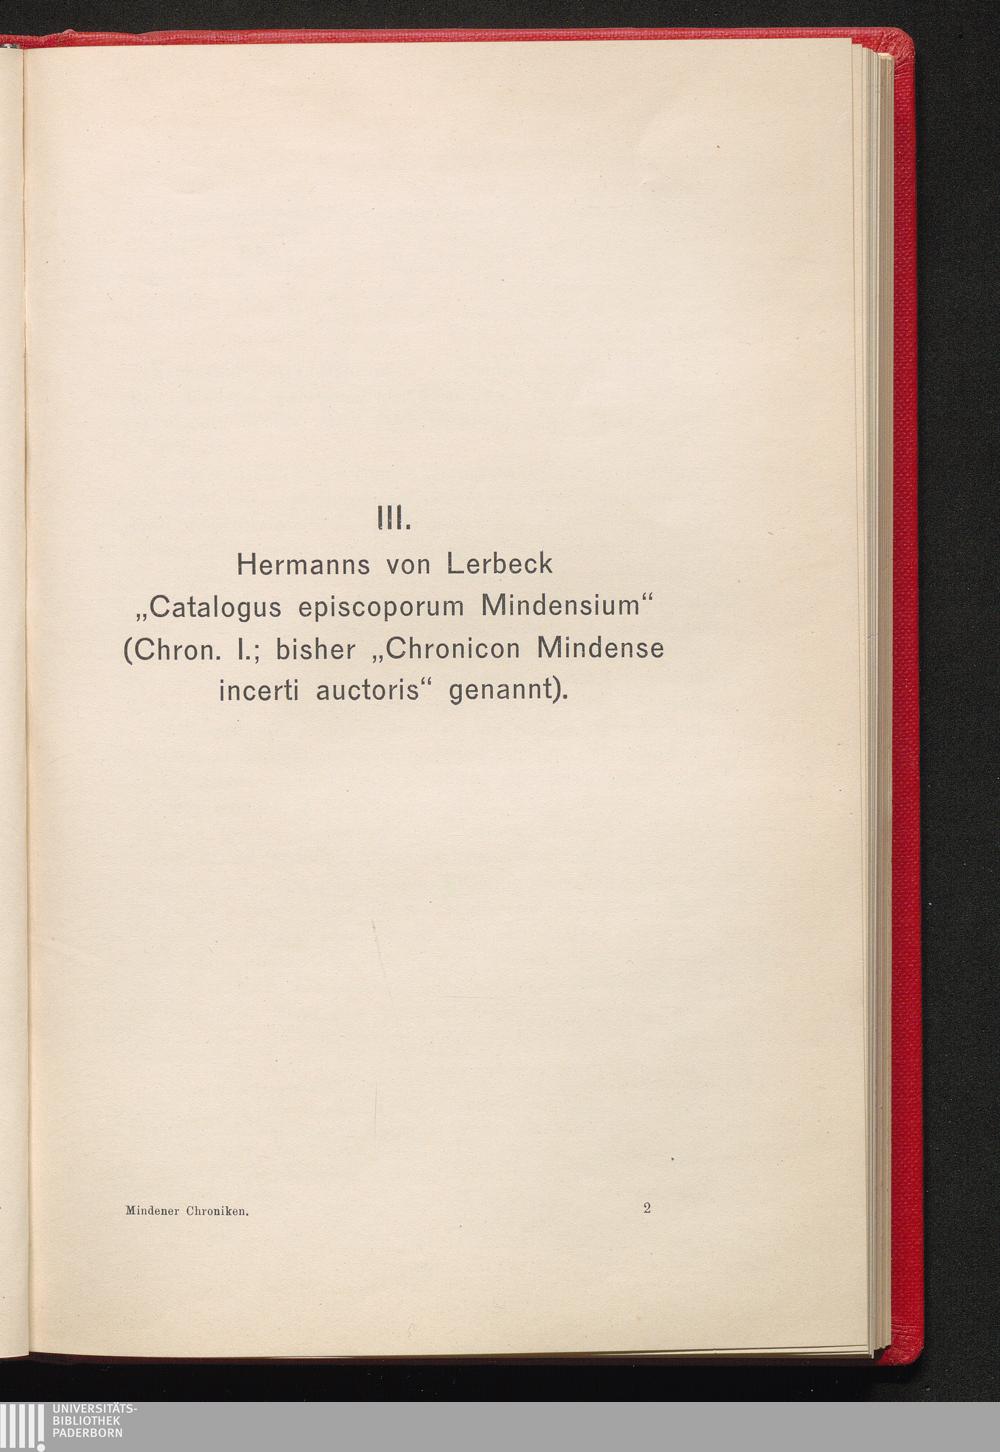 III.
Hermanns von Lerbeck
„Catalogus episcoporum Mindensium“
(Chron. I.; bisher „Chronicon Mindense
incerti auctoris“ genannt).
Mindener Chroniken. 2
UNIVERSITÄTS-
BIBLIOTHEK
PADERBORN